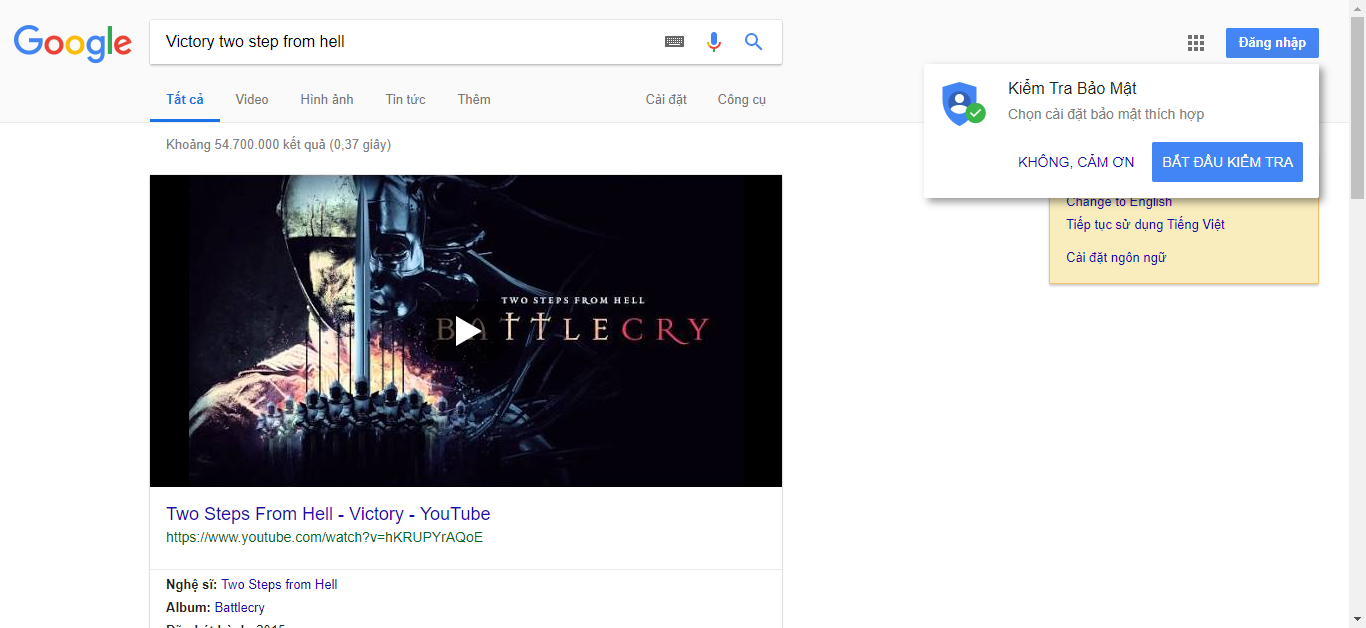 Google
Victory two step from hell
Đăng nhập
Tất cả Video Hình ảnh Tin tức Thêm Cài đặt Công cụ
Kiểm Tra Bảo Mật
Chọn cài đặt bảo mật thích hợp
KHÔNG, CẢM ƠN BẮT ĐẦU KIỂM TRA
Khoảng 54.700.000 kết quả (0,37 giây)
Change to English
Tiếp tục sử dụng Tiếng Việt
Cài đặt ngôn ngữ
TWO STEPS FROM HELL
BATTLECRY
Two Steps From Hell - Victory - YouTube
https://www.youtube.com/watch?v=hKRUPYrAQoE
Nghệ sĩ: Two Steps from Hell
Album: Battlecry